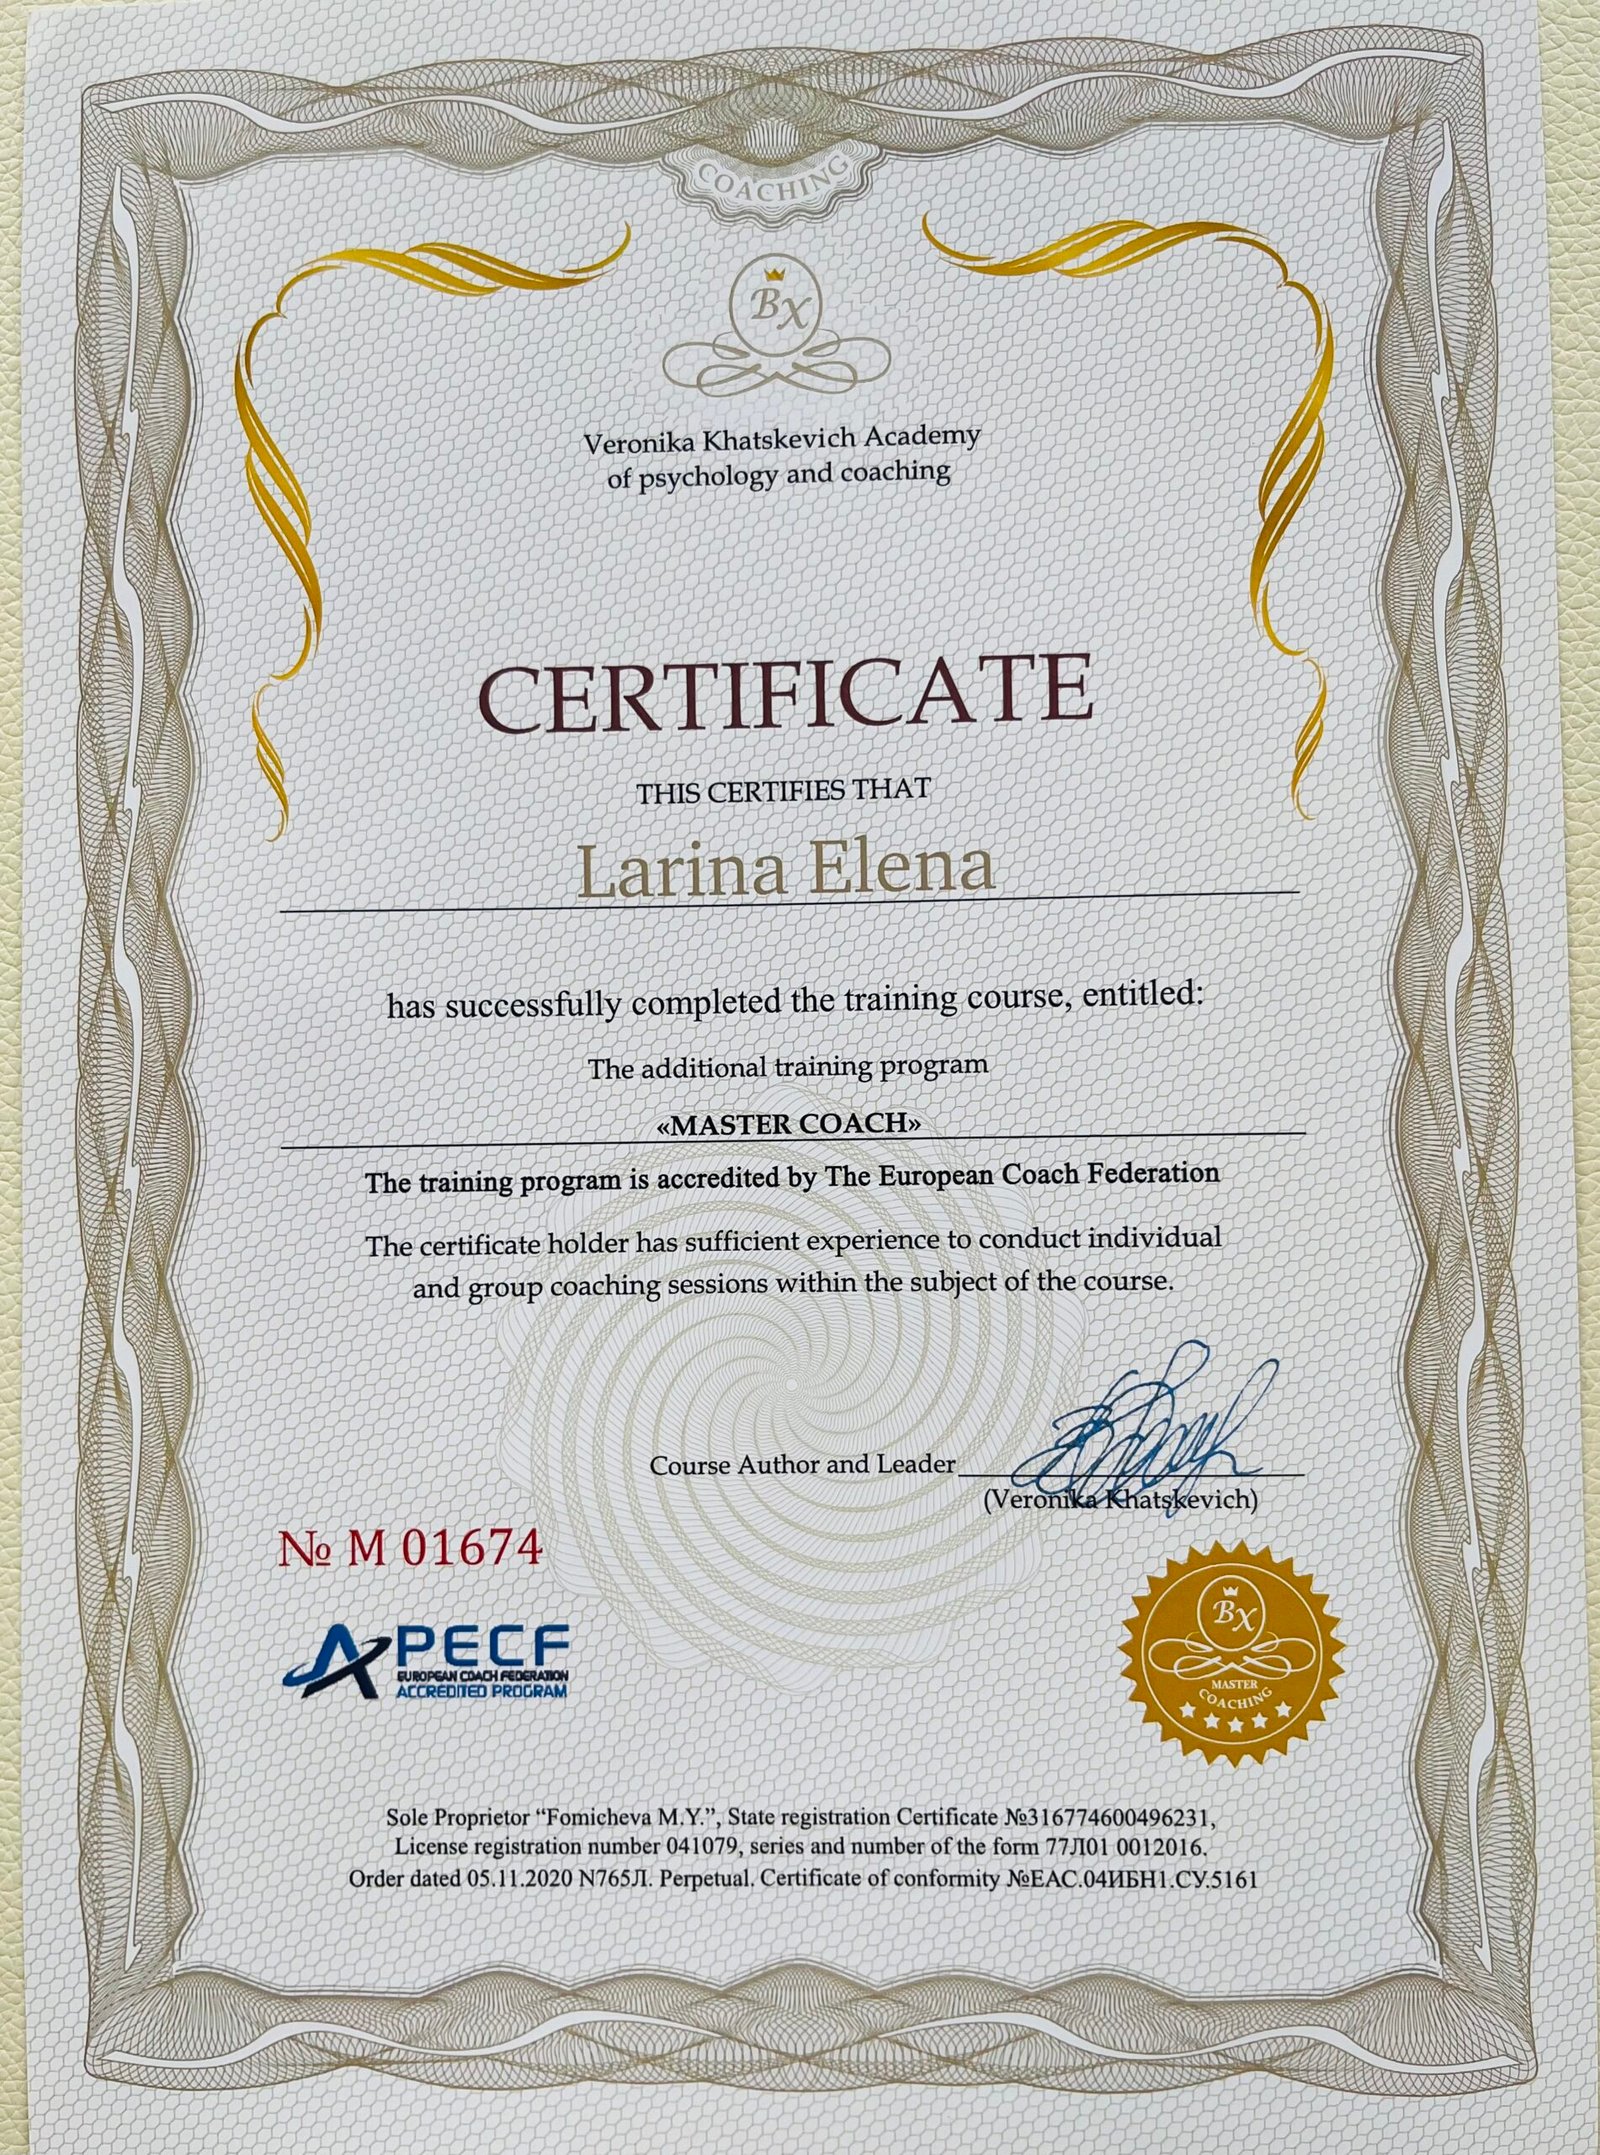 COACHING
Вх
Veronika Khatskevich Academy
of psychology and coaching
CERTIFICATE
THIS CERTIFIES THAT
Larina Elena
has successfully completed the training course, entitled:
The additional training program
«MASTER COACH»
The training program is accredited by The European Coach Federation
The certificate holder has sufficient experience to conduct individual
and group coaching sessions within the subject of the course.
Course Author and Leader
(Veronika Khatskevich)
№ M 01674
PECF
EUROPEAN COACH FEDERATION
ACCREDITED PROGRAM
Вх
MASTER
COACHING
Sole Proprietor “Fomicheva M.Y.”, State registration Certificate №316774600496231,
License registration number 041079, series and number of the form 77Л01 0012016.
Order dated 05.11.2020 N765Л. Perpetual. Certificate of conformity №ЕАС.04ИБН1.СУ.5161